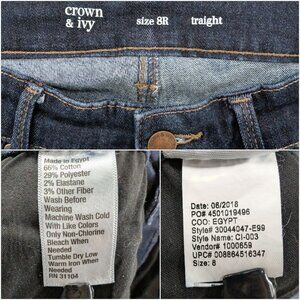 crown
& ivy
size 8R
traight
Made in Egypt
66% Cotton
29% Polyester
2% Elastane
3% Other Fiber
Wash Before
Wearing
Machine Wash Cold
With Like Colors
Only Non-Chlorine
Bleach When
Needed
Tumble Dry Low
Warm Iron When
Needed
RN 31104
Date: 06/2018
PO# 4501019496
COO: EGYPT
Style# 30044047-E99
Style# CI-003
Vendor# 1000659
UPC# 008864516347
Size: 8